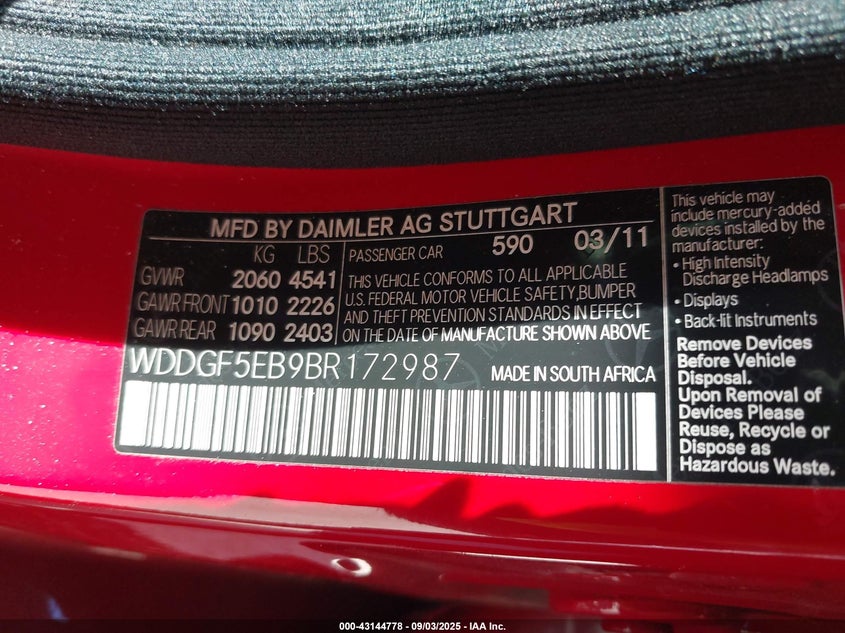 MFD BY DAIMLER AG STUTTGART
KG LBS
GVWR 2060 4541
GAWR FRONT 1010 2226
GAWR REAR 1090 2403
PASSENGER CAR 590 03/11
THIS VEHICLE CONFORMS TO ALL APPLICABLE
U.S. FEDERAL MOTOR VEHICLE SAFETY,BUMPER
AND THEFT PREVENTION STANDARDS IN EFFECT
ON THE DATE OF MANUFACTURE SHOWN ABOVE
WDDGF5EB9BR172987 MADE IN SOUTH AFRICA
This vehicle may
include mercury-added
devices installed by the
manufacturer:
• High Intensity
Discharge Headlamps
• Displays
• Back-lit Instruments
Remove Devices
Before Vehicle
Disposal.
Upon Removal of
Devices Please
Reuse, Recycle or
Dispose as
Hazardous Waste.
000-43144778 - 09/03/2025 - IAA Inc.